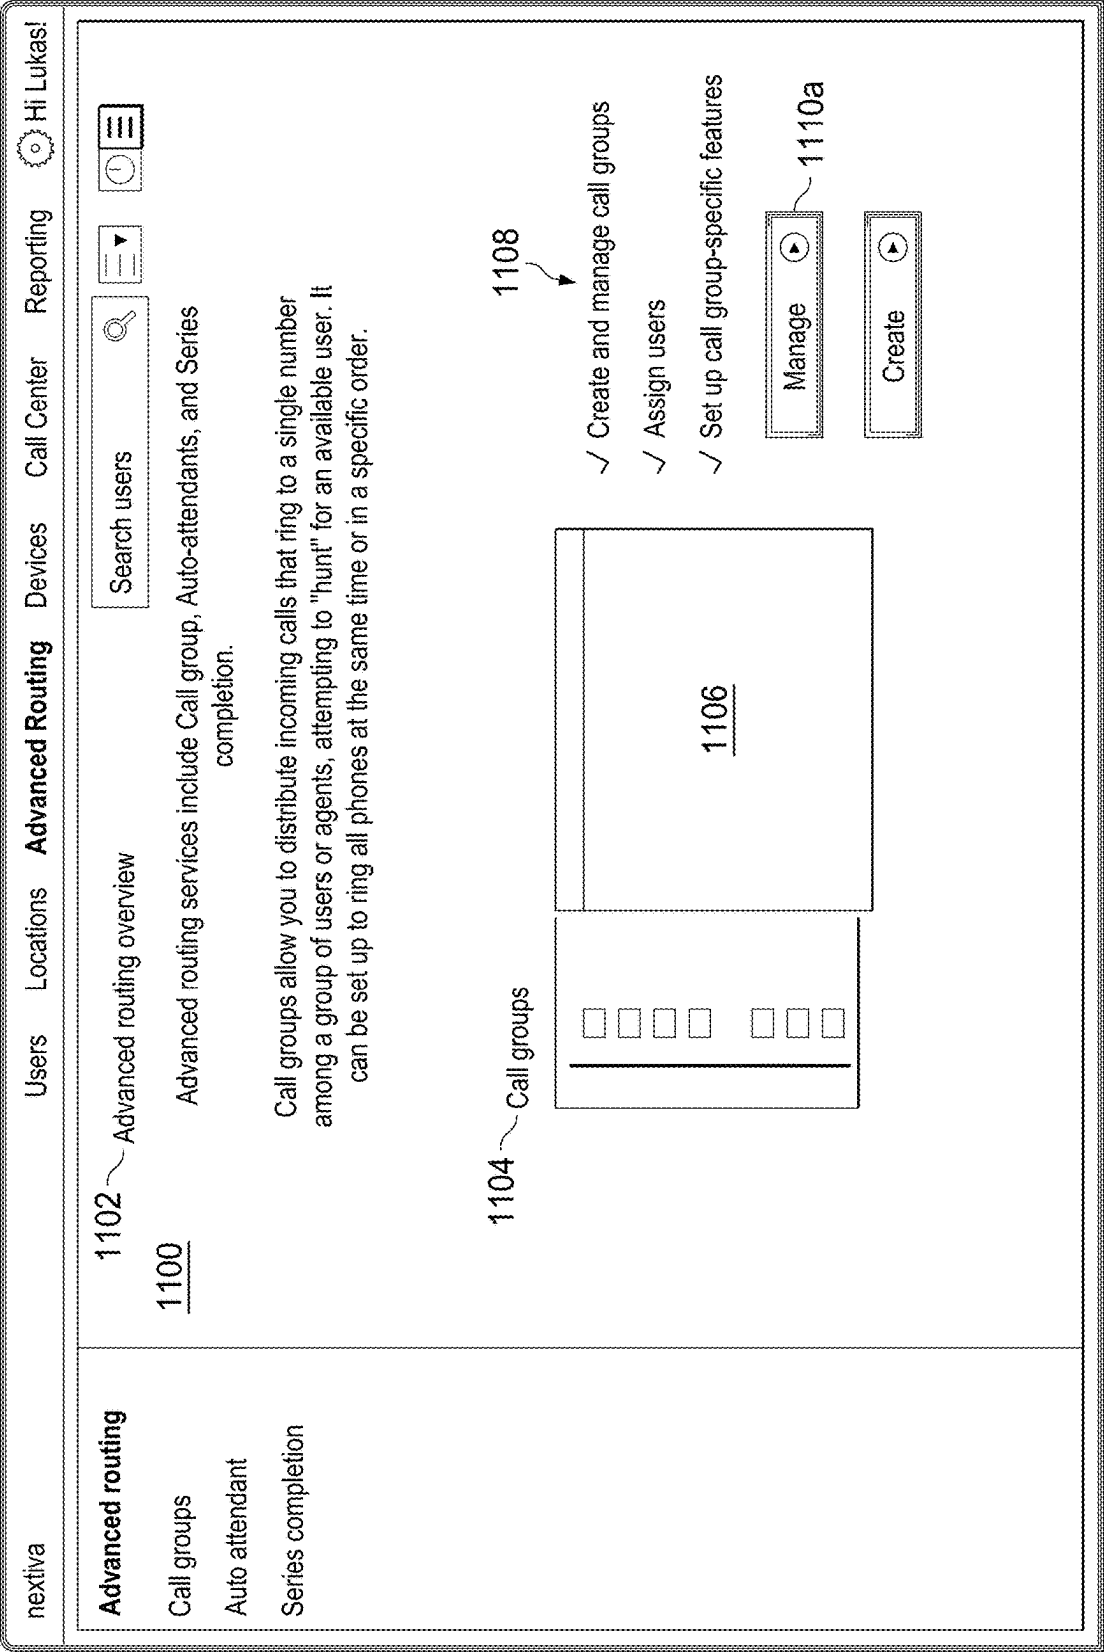 nextiva
Users
Locations
Advanced Routing
Devices
Call Center
Reporting
Hi Lukas!
Advanced routing
Call groups
Auto attendant
Series completion
1102
Advanced routing overview
Search users
1100
Advanced routing services include Call group, Auto-attendants, and Series
completion.
Call groups allow you to distribute incoming calls that ring to a single number
among a group of users or agents, attempting to "hunt" for an available user. It
can be set up to ring all phones at the same time or in a specific order.
1104
Call groups
1106
1108
✓ Create and manage call groups
✓ Assign users
✓ Set up call group-specific features
Manage
1110a
Create